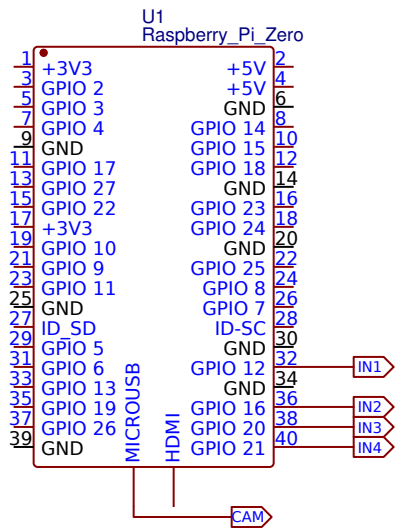 U1
Raspberry_Pi_Zero
1 +3V3 +5V 2
3 GPIO 2 +5V 4
5 GPIO 3 GND 6
7 GPIO 4 GPIO 14 8
9 GND GPIO 15 10
11 GPIO 17 GPIO 18 12
13 GPIO 27 GND 14
15 GPIO 22 GPIO 23 16
17 +3V3 GPIO 24 18
19 GPIO 10 GND 20
21 GPIO 9 GPIO 25 22
23 GPIO 11 GPIO 8 24
25 GND GPIO 7 26
27 ID_SD ID-SC 28
29 GPIO 5 GND 30
31 GPIO 6 GPIO 12 32 IN1
33 GPIO 13 GND 34
35 GPIO 19 GPIO 16 36 IN2
37 GPIO 26 GPIO 20 38 IN3
39 GND GPIO 21 40 IN4
MICROUSB
HDMI
CAM